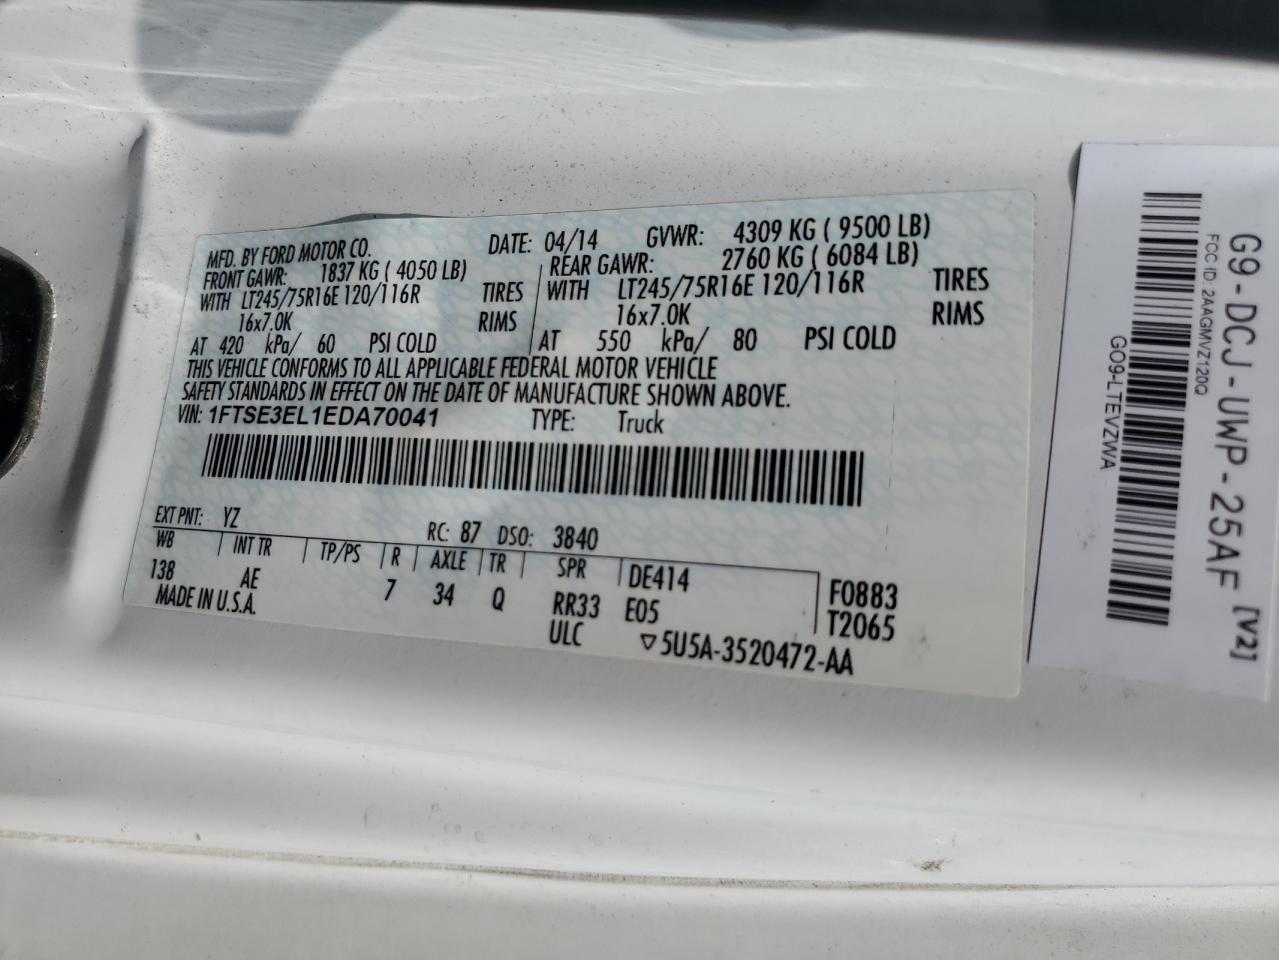 MFD. BY FORD MOTOR CO. DATE: 04/14 GVWR: 4309 KG ( 9500 LB)
FRONT GAWR: 1837 KG ( 4050 LB) REAR GAWR: 2760 KG ( 6084 LB)
WITH LT245/75R16E 120/116R TIRES WITH LT245/75R16E 120/116R TIRES
16x7.0K RIMS 16x7.0K RIMS
AT 420 kPa/ 60 PSI COLD AT 550 kPa/ 80 PSI COLD
THIS VEHICLE CONFORMS TO ALL APPLICABLE FEDERAL MOTOR VEHICLE
SAFETY STANDARDS IN EFFECT ON THE DATE OF MANUFACTURE SHOWN ABOVE.
VIN: 1FTSE3EL1EDA70041 TYPE: Truck
EXT PNT: YZ RC: 87 DSO: 3840
WB INT TR TP/PS R AXLE TR SPR DE414 F0883
138 AE 7 34 Q RR33 E05 T2065
MADE IN U.S.A. ULC ▽5U5A-3520472-AA
G9-DCJ-UWP-25AF [V2]
FCC ID: 2AAGMVZ120Q
GO9-LTEVZWA